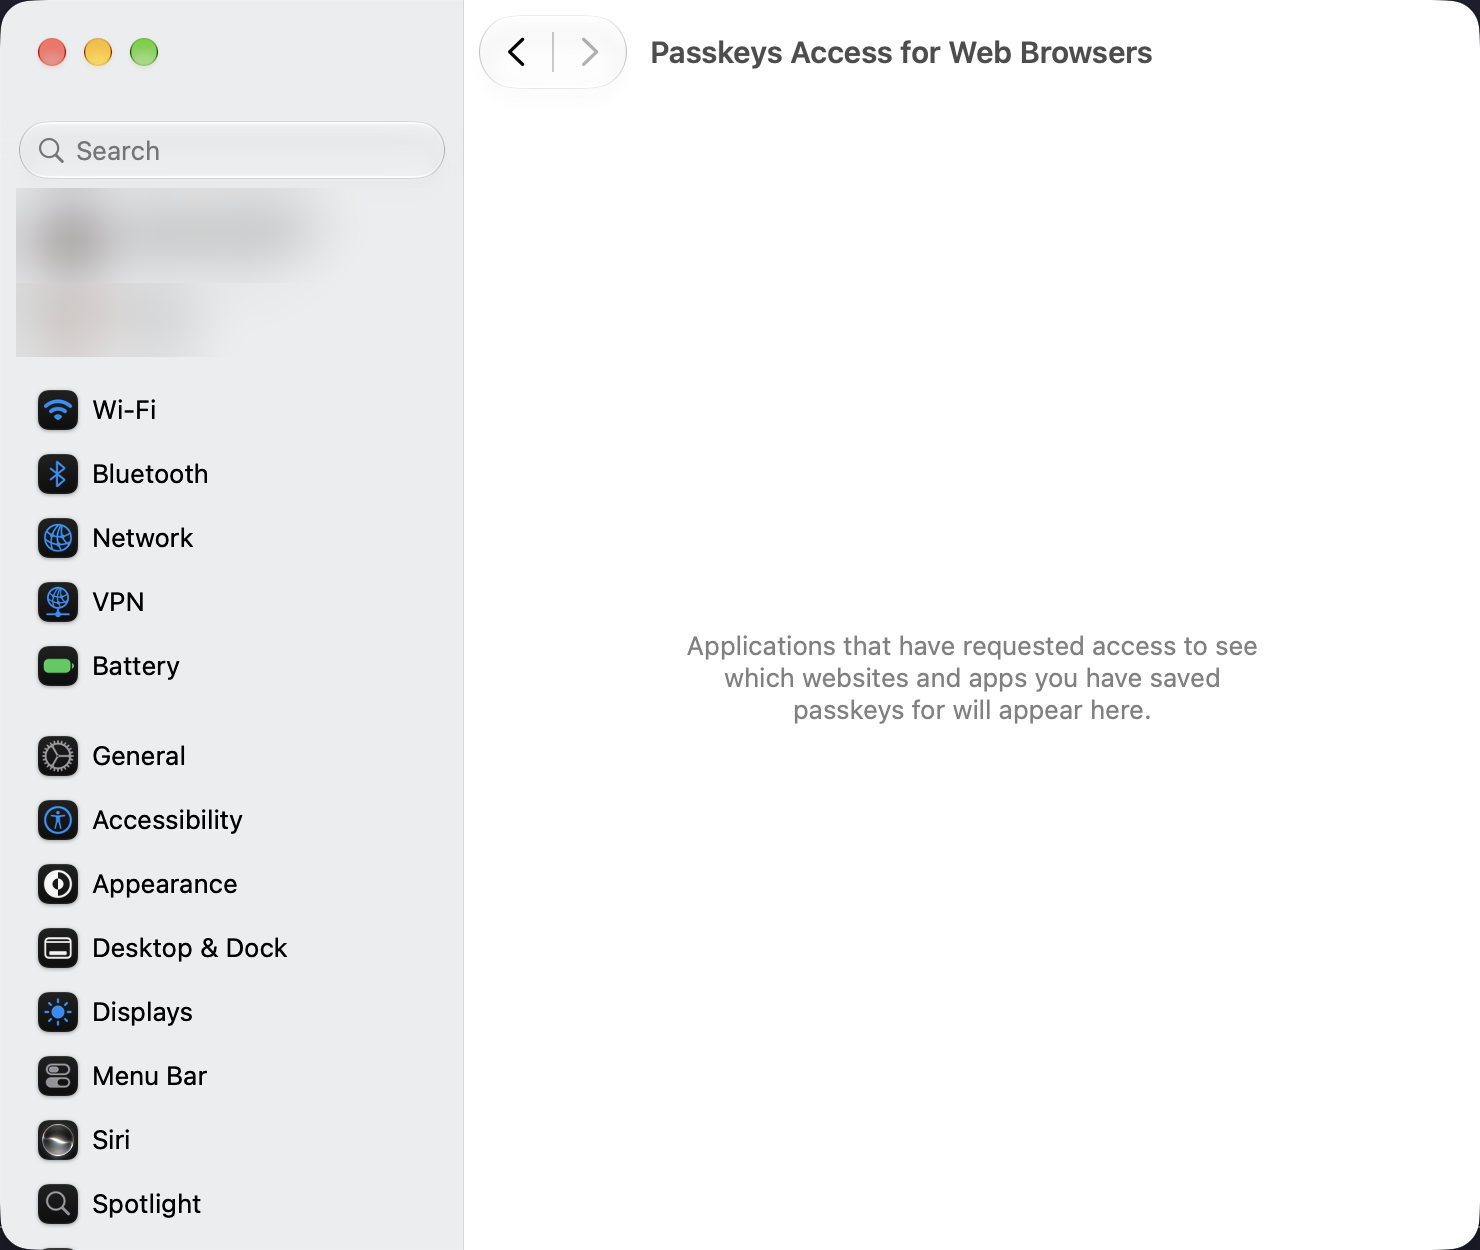 Search
Wi-Fi
Bluetooth
Network
VPN
Battery
General
Accessibility
Appearance
Desktop & Dock
Displays
Menu Bar
Siri
Spotlight
Passkeys Access for Web Browsers
Applications that have requested access to see
which websites and apps you have saved
passkeys for will appear here.